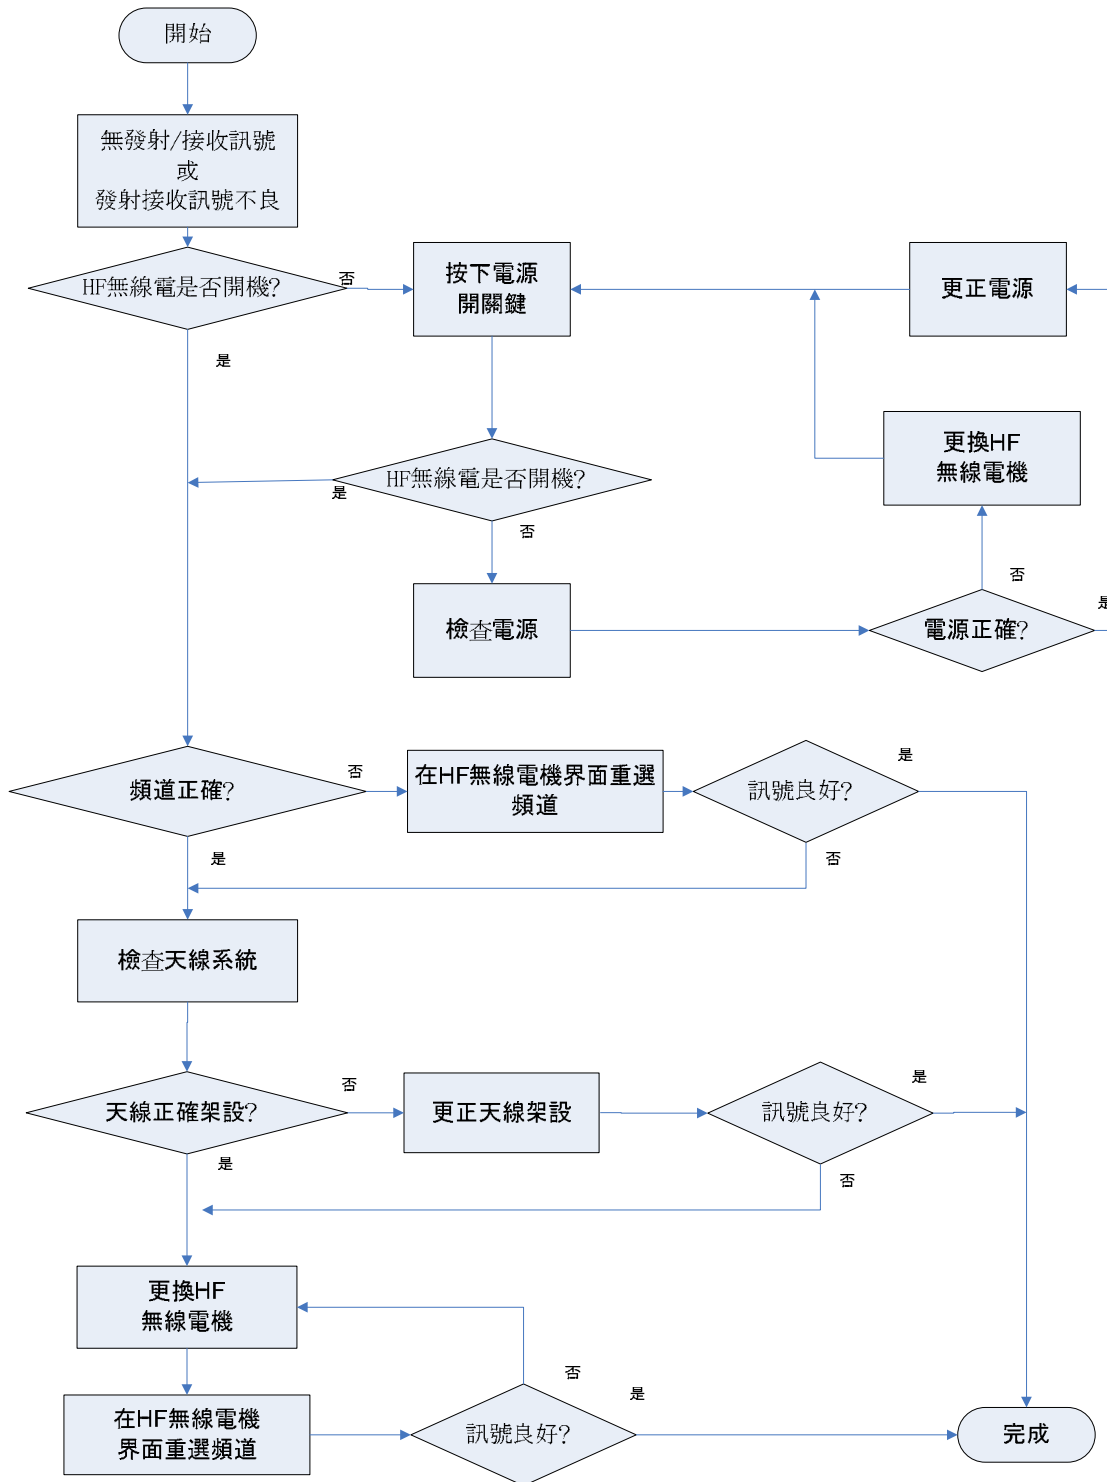 開始
無發射/接收訊號
或
發射接收訊號不良
HF無線電是否開機?
否
是
按下電源
開關鍵
更正電源
HF無線電是否開機?
是
否
更換HF
無線電機
檢查電源
否
電源正確?
是
頻道正確?
否
是
在HF無線電機界面重選
頻道
訊號良好?
是
否
檢查天線系統
天線正確架設?
否
是
更正天線架設
訊號良好?
是
否
更換HF
無線電機
在HF無線電機
界面重選頻道
訊號良好?
否
是
完成